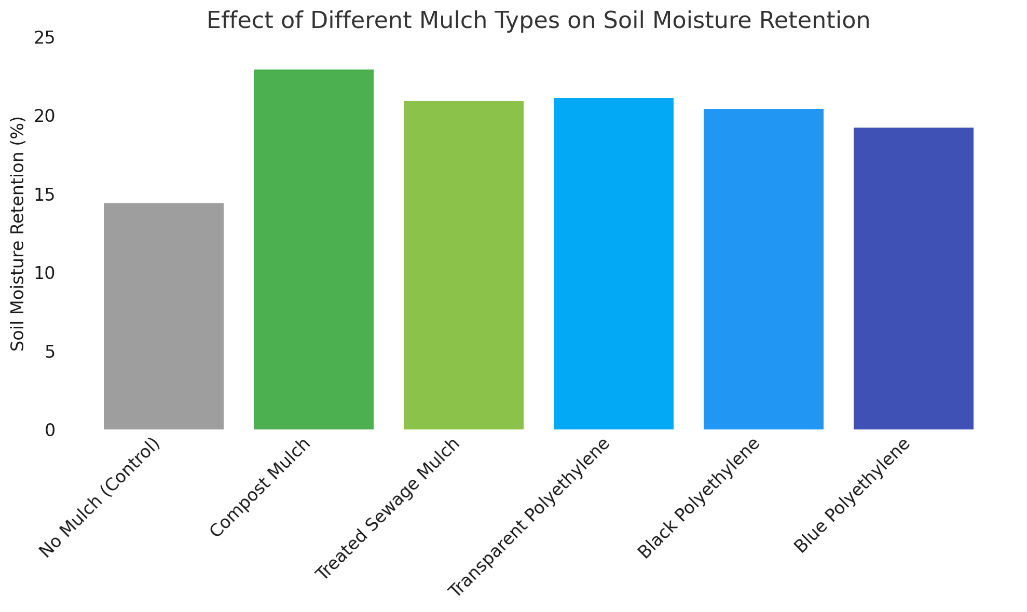 Effect of Different Mulch Types on Soil Moisture Retention
Soil Moisture Retention (%)
25
20
15
10
5
0
No Mulch (Control)
Compost Mulch
Treated Sewage Mulch
Transparent Polyethylene
Black Polyethylene
Blue Polyethylene